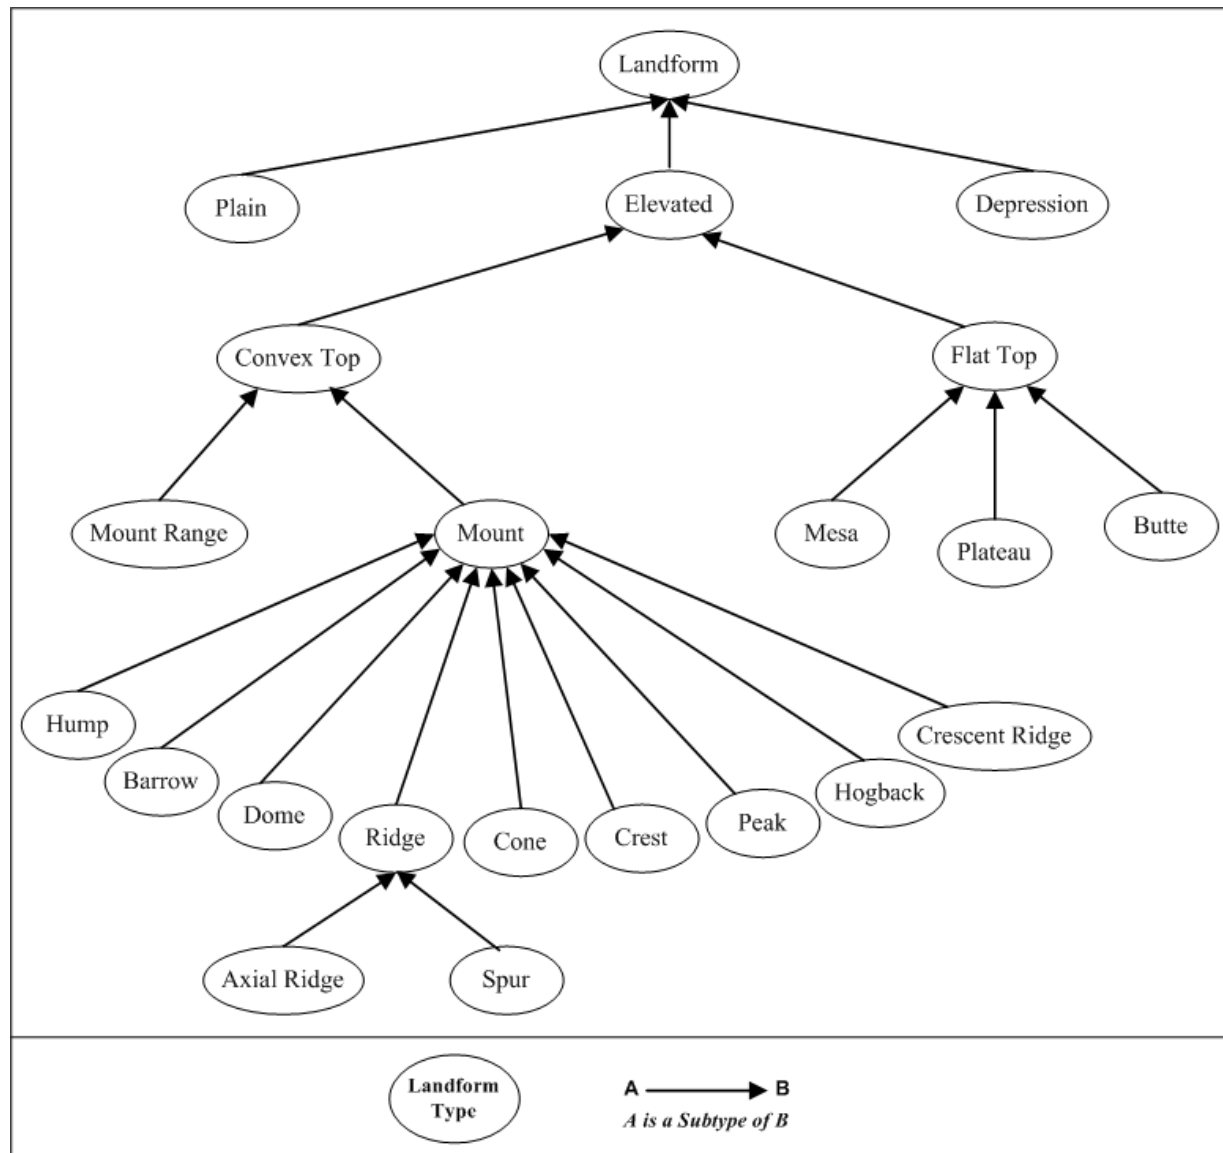 Landform
Plain
Elevated
Depression
Convex Top
Flat Top
Mount Range
Mount
Mesa
Plateau
Butte
Hump
Barrow
Dome
Ridge
Cone
Crest
Peak
Hogback
Crescent Ridge
Axial Ridge
Spur
Landform
Type
A B
A is a Subtype of B